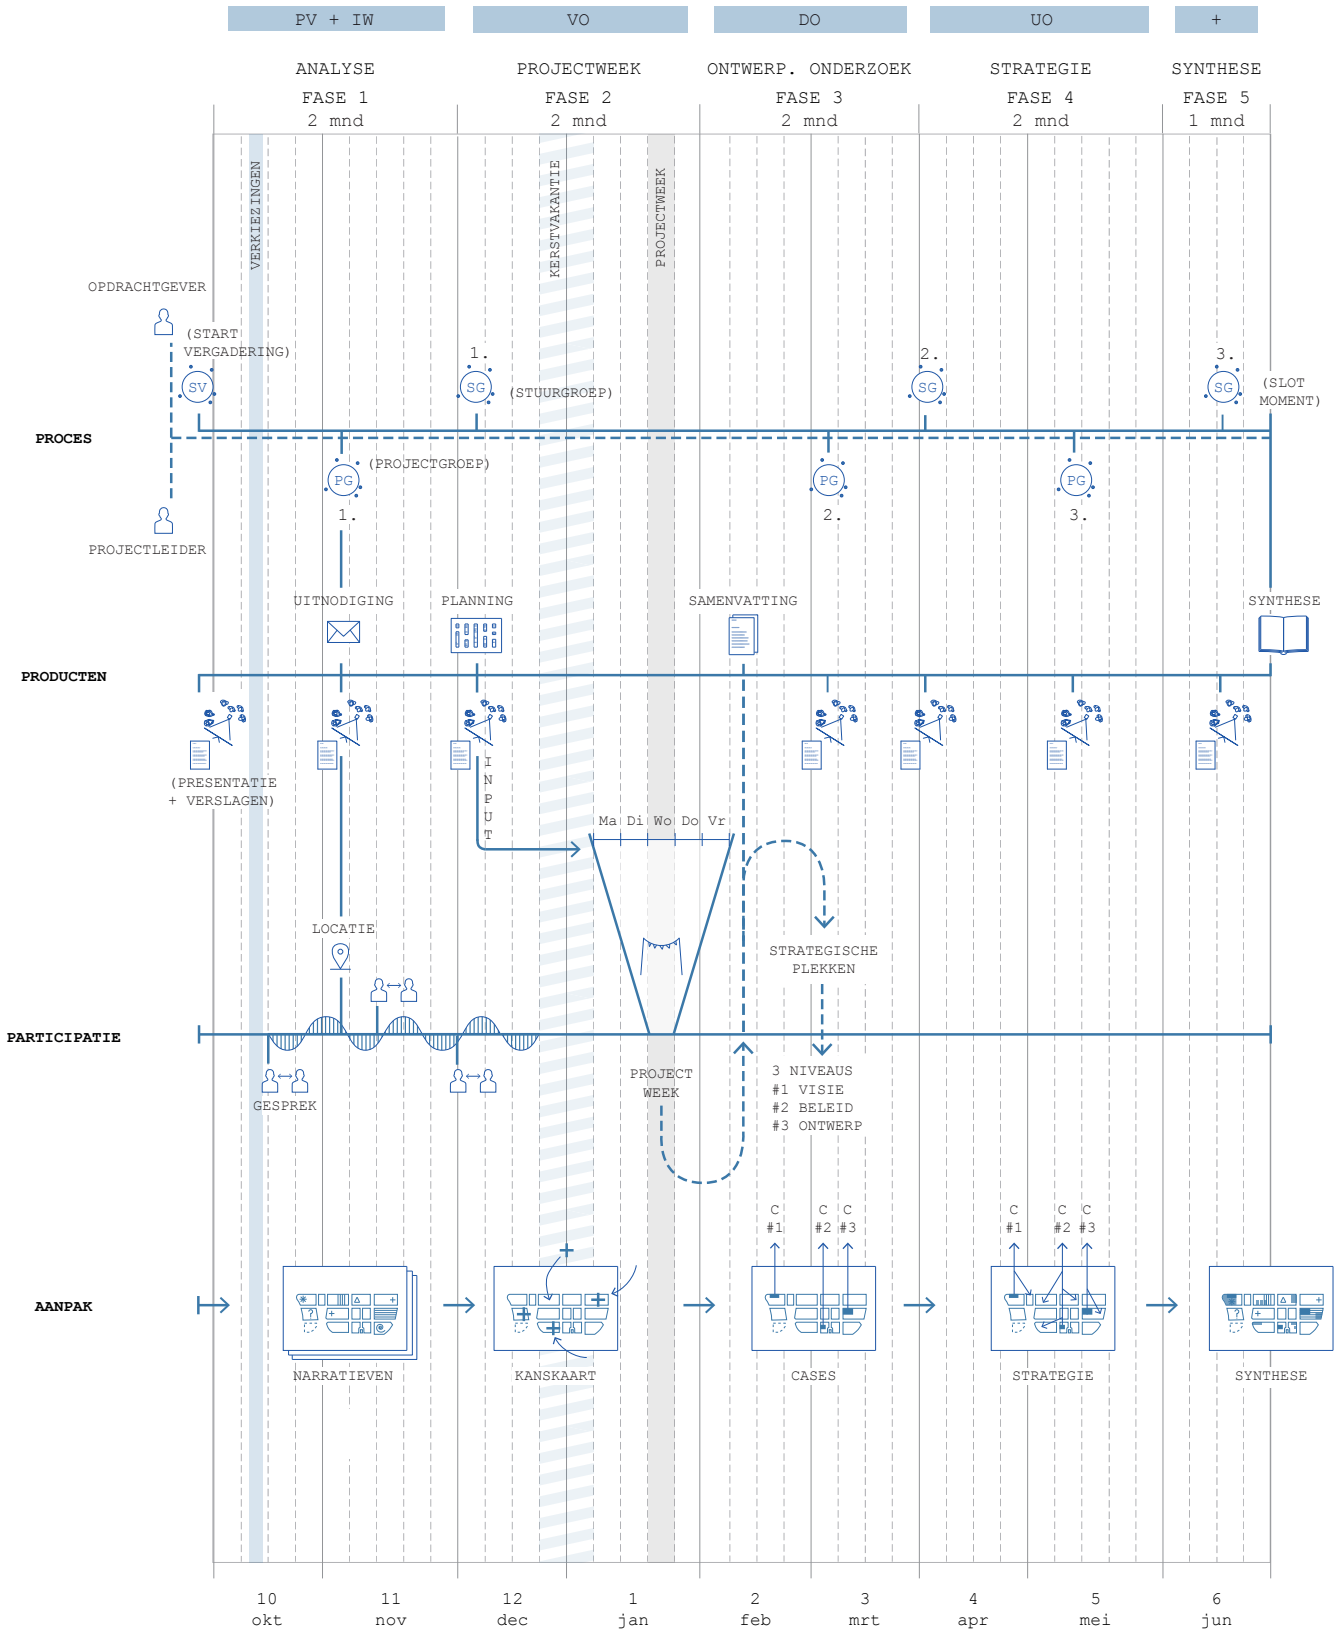 PV + IW
VO
DO
UO
+
ANALYSE
PROJECTWEEK
ONTWERP. ONDERZOEK
STRATEGIE
SYNTHESE
FASE 1
FASE 2
FASE 3
FASE 4
FASE 5
2 mnd
2 mnd
2 mnd
2 mnd
1 mnd
VERKIEZINGEN
KERSTVAKANTIE
PROJECTWEEK
OPDRACHTGEVER
(START
VERGADERING)
1.
2.
3.
SV
SG
(STUURGROEP)
SG
SG
(SLOT
MOMENT)
PROCES
(PROJECTGROEP)
PG
PG
PG
1.
2.
3.
PROJECTLEIDER
UITNODIGING
PLANNING
SAMENVATTING
SYNTHESE
PRODUCTEN
(PRESENTATIE
+ VERSLAGEN)
INPUT
Ma Di Wo Do Vr
LOCATIE
STRATEGISCHE
PLEKKEN
PARTICIPATIE
GESPREK
PROJECT
WEEK
3 NIVEAUS
#1 VISIE
#2 BELEID
#3 ONTWERP
C
#1
C
#2
C
#3
C
#1
C
#2
C
#3
AANPAK
?
?
?
NARRATIEVEN
KANSKAART
CASES
STRATEGIE
SYNTHESE
10
okt
11
nov
12
dec
1
jan
2
feb
3
mrt
4
apr
5
mei
6
jun